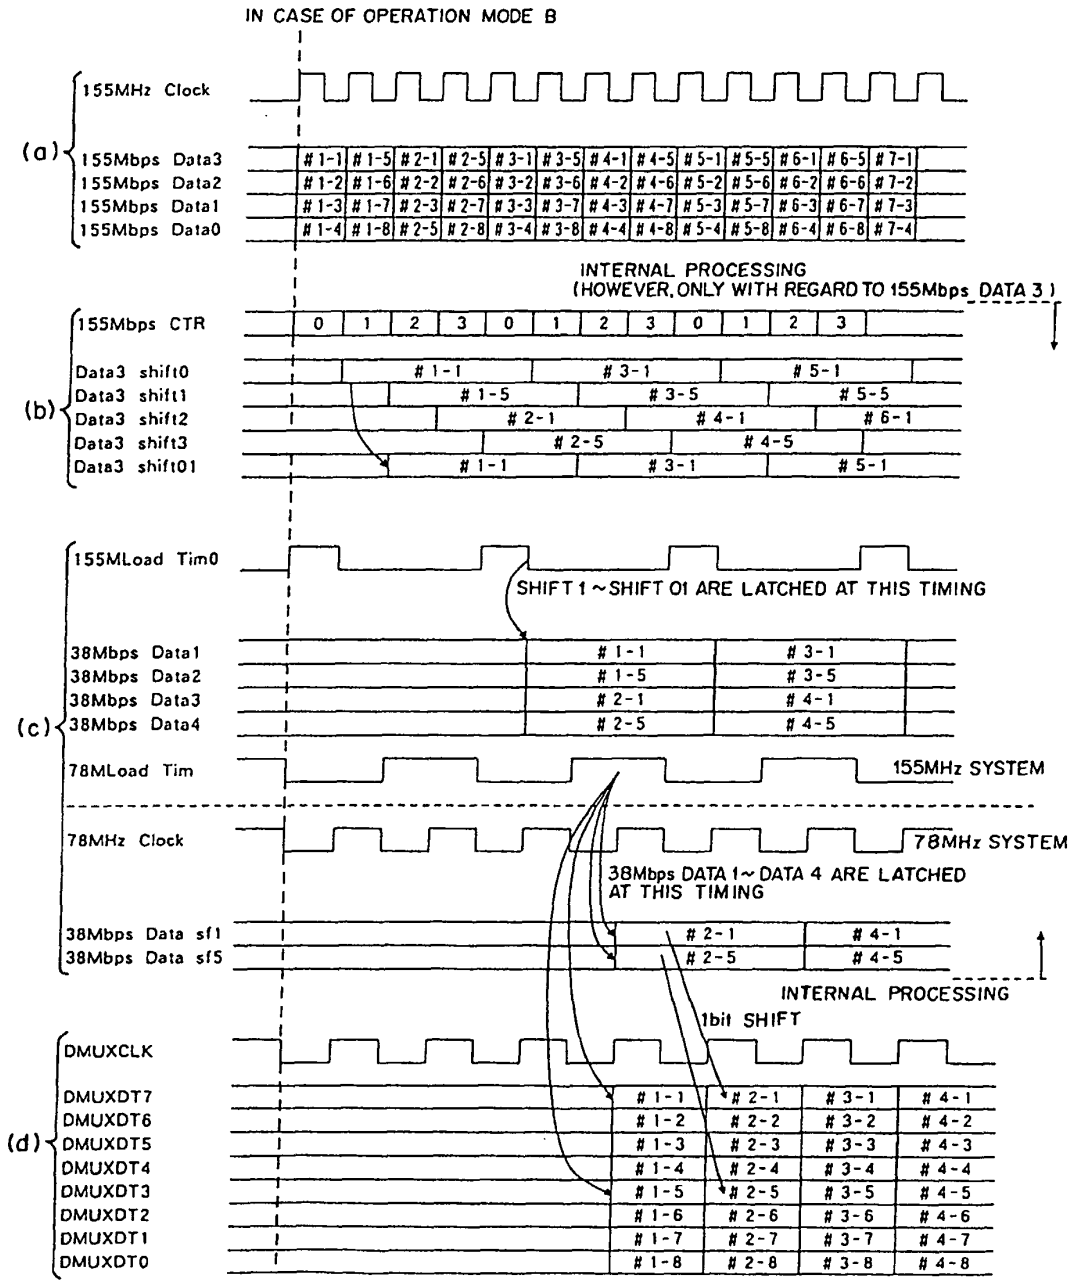 IN CASE OF OPERATION MODE B
(a)
155MHz Clock
155Mbps Data3 #1-1 #1-5 #2-1 #2-5 #3-1 #3-5 #4-1 #4-5 #5-1 #5-5 #6-1 #6-5 #7-1
155Mbps Data2 #1-2 #1-6 #2-2 #2-6 #3-2 #3-6 #4-2 #4-6 #5-2 #5-6 #6-2 #6-6 #7-2
155Mbps Data1 #1-3 #1-7 #2-3 #2-7 #3-3 #3-7 #4-3 #4-7 #5-3 #5-7 #6-3 #6-7 #7-3
155Mbps Data0 #1-4 #1-8 #2-5 #2-8 #3-4 #3-8 #4-4 #4-8 #5-4 #5-8 #6-4 #6-8 #7-4
INTERNAL PROCESSING
(HOWEVER, ONLY WITH REGARD TO 155Mbps DATA 3)
(b)
155Mbps CTR 0 1 2 3 0 1 2 3 0 1 2 3
Data3 shift0 #1-1 #3-1 #5-1
Data3 shift1 #1-5 #3-5 #5-5
Data3 shift2 #2-1 #4-1 #6-1
Data3 shift3 #2-5 #4-5
Data3 shift01 #1-1 #3-1 #5-1
(c)
155MLoad Tim0
SHIFT 1~SHIFT 01 ARE LATCHED AT THIS TIMING
38Mbps Data1 #1-1 #3-1
38Mbps Data2 #1-5 #3-5
38Mbps Data3 #2-1 #4-1
38Mbps Data4 #2-5 #4-5
78MLoad Tim 155MHz SYSTEM
78MHz Clock 78MHz SYSTEM
38Mbps DATA 1~DATA 4 ARE LATCHED
AT THIS TIMING
38Mbps Data sf1 #2-1 #4-1
38Mbps Data sf5 #2-5 #4-5
INTERNAL PROCESSING
1bit SHIFT
(d)
DMUXCLK
DMUXDT7 #1-1 #2-1 #3-1 #4-1
DMUXDT6 #1-2 #2-2 #3-2 #4-2
DMUXDT5 #1-3 #2-3 #3-3 #4-3
DMUXDT4 #1-4 #2-4 #3-4 #4-4
DMUXDT3 #1-5 #2-5 #3-5 #4-5
DMUXDT2 #1-6 #2-6 #3-6 #4-6
DMUXDT1 #1-7 #2-7 #3-7 #4-7
DMUXDT0 #1-8 #2-8 #3-8 #4-8